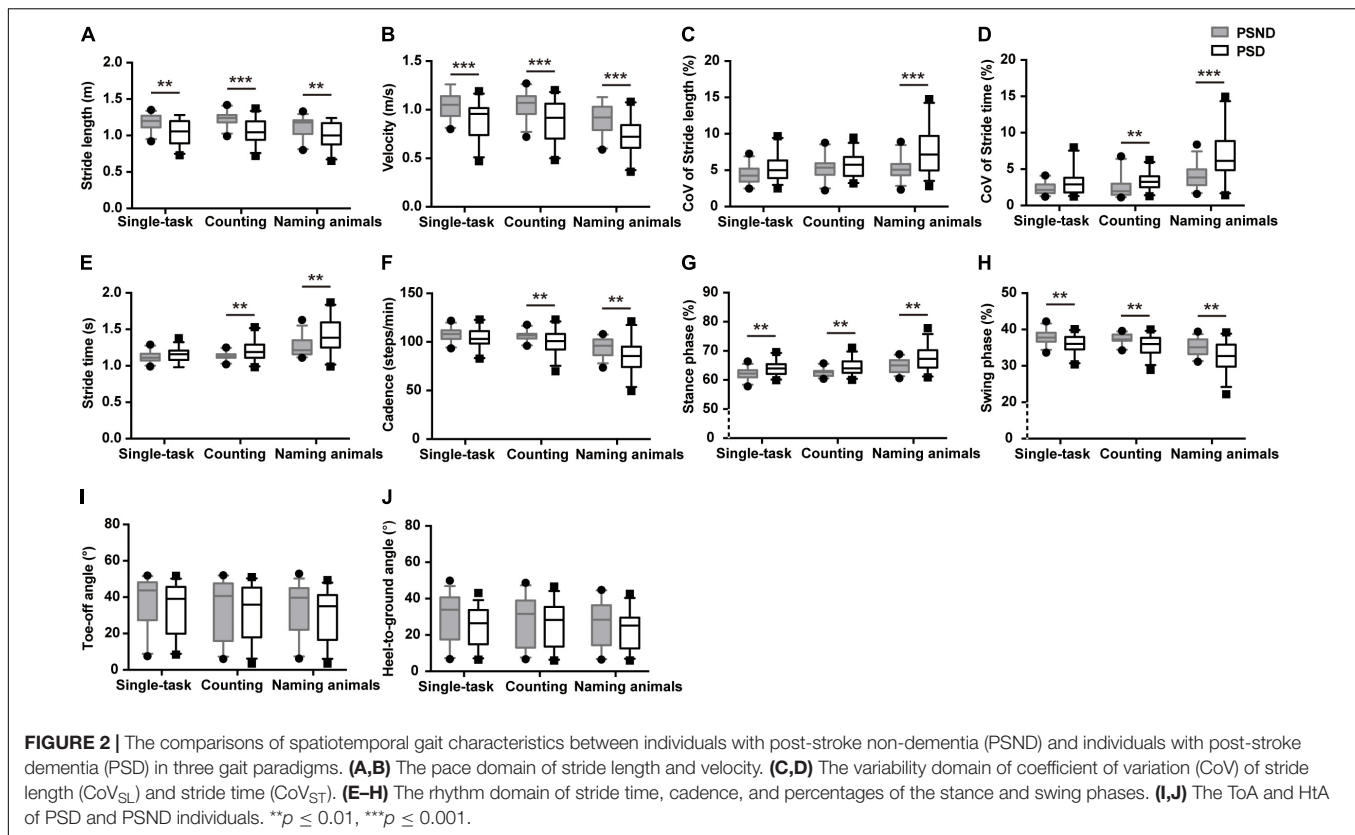 A
B
C
D
PSND
PSD
Stride length (m)
2.0
1.5
1.0
0.5
0.0
**
***
**
Single-task
Counting
Naming animals
Velocity (m/s)
1.5
1.0
0.5
0.0
***
***
***
Single-task
Counting
Naming animals
CoV of Stride length (%)
20
15
10
5
0
***
Single-task
Counting
Naming animals
CoV of Stride time (%)
20
15
10
5
0
**
***
Single-task
Counting
Naming animals
E
F
G
H
Stride time (s)
2.0
1.5
1.0
0.5
0.0
**
**
Single-task
Counting
Naming animals
Cadence (steps/min)
150
100
50
0
**
**
Single-task
Counting
Naming animals
Stance phase (%)
90
80
70
60
50
0
**
**
**
Single-task
Counting
Naming animals
Swing phase (%)
50
40
30
20
0
**
**
**
Single-task
Counting
Naming animals
I
J
Toe-off angle (°)
80
60
40
20
0
Single-task
Counting
Naming animals
Heel-to-ground angle (°)
80
60
40
20
0
Single-task
Counting
Naming animals
FIGURE 2 | The comparisons of spatiotemporal gait characteristics between individuals with post-stroke non-dementia (PSND) and individuals with post-stroke
dementia (PSD) in three gait paradigms. (A,B) The pace domain of stride length and velocity. (C,D) The variability domain of coefficient of variation (CoV) of stride
length (CoVSL) and stride time (CoVST). (E–H) The rhythm domain of stride time, cadence, and percentages of the stance and swing phases. (I,J) The ToA and HtA
of PSD and PSND individuals. **p ≤ 0.01, ***p ≤ 0.001.